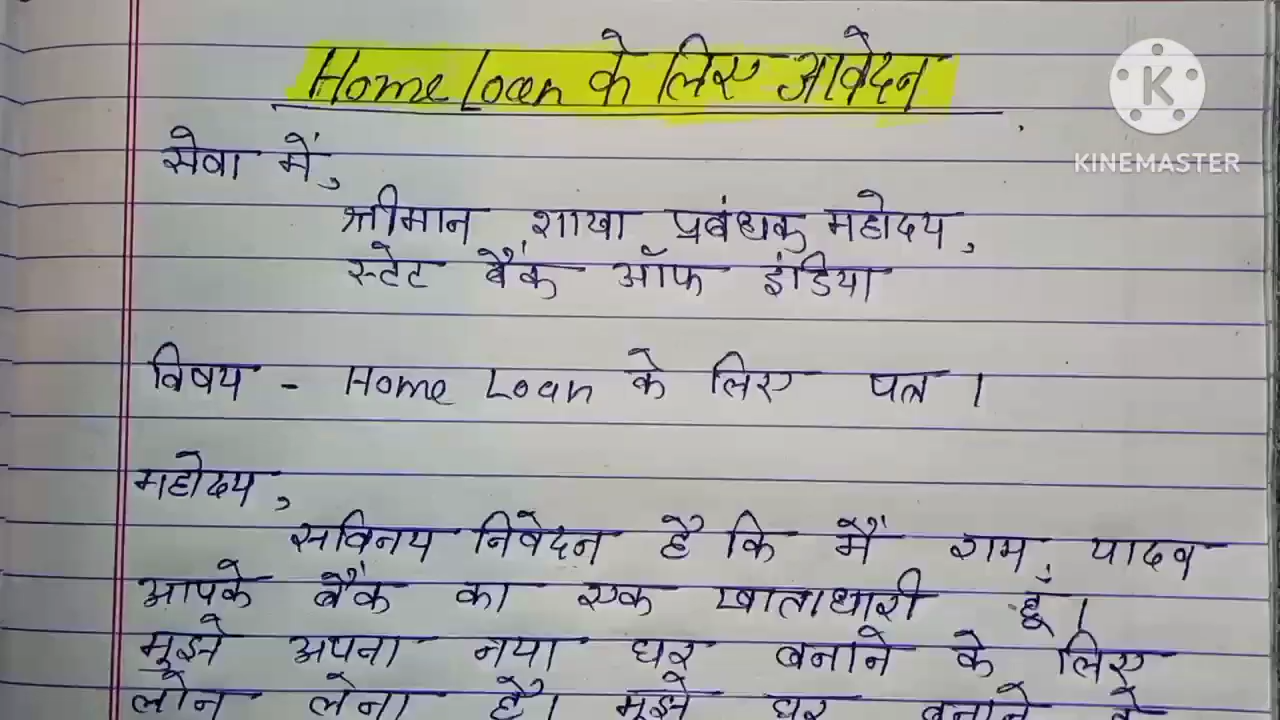 Home Loan के लिए आवेदन
KINEMASTER
सेवा में,
श्रीमान शाखा प्रबंधक महोदय,
स्टेट बैंक ऑफ इंडिया
विषय - Home Loan के लिए पत्र ।
महोदय,
सविनय निवेदन है कि मैं राम, यादव
आपके बैंक का एक खाताधारी हूं ।
मुझे अपना नया घर बनाने के लिए
लोन लेना है। मुझे घर बनाने